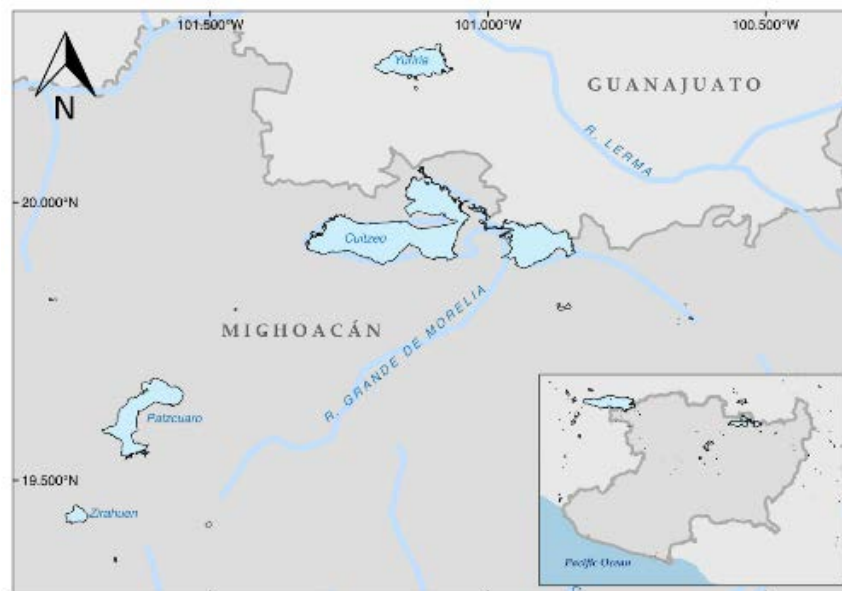 101.500°W
101.000°W
100.500°W
Yuriria
GUANAJUATO
N
R. LERMA
20.000°N
Cuitzeo
MIGHOACÁN
R. GRANDE DE MORELIA
Patzcuaro
19.500°N
Zirahuen
Pacific Ocean